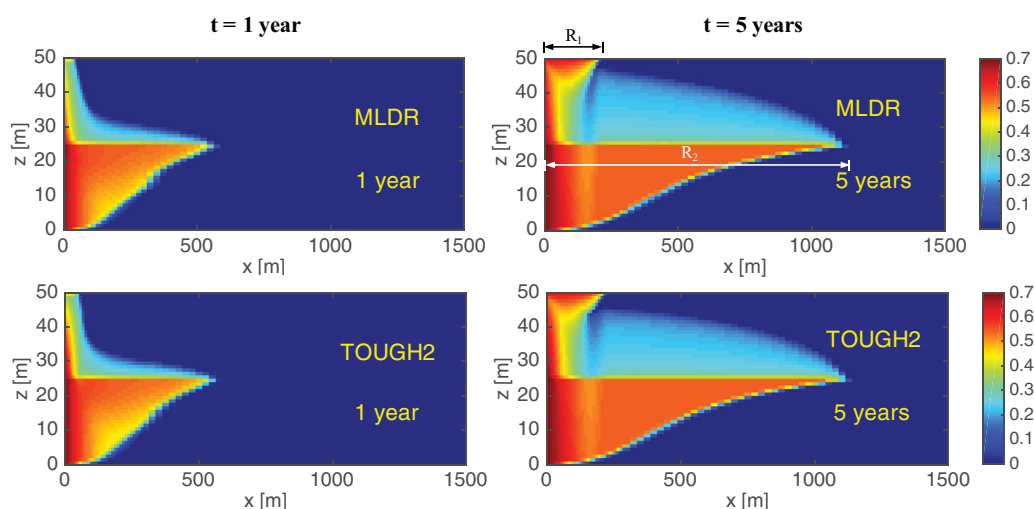 t = 1 year
t = 5 years
R1
50
40
30
20
10
0
z [m]
MLDR
1 year
0
500
1000
1500
x [m]
50
40
30
20
10
0
z [m]
MLDR
R2
5 years
0
500
1000
1500
x [m]
0.7
0.6
0.5
0.4
0.3
0.2
0.1
0
50
40
30
20
10
0
z [m]
TOUGH2
1 year
0
500
1000
1500
x [m]
50
40
30
20
10
0
z [m]
TOUGH2
5 years
0
500
1000
1500
x [m]
0.7
0.6
0.5
0.4
0.3
0.2
0.1
0